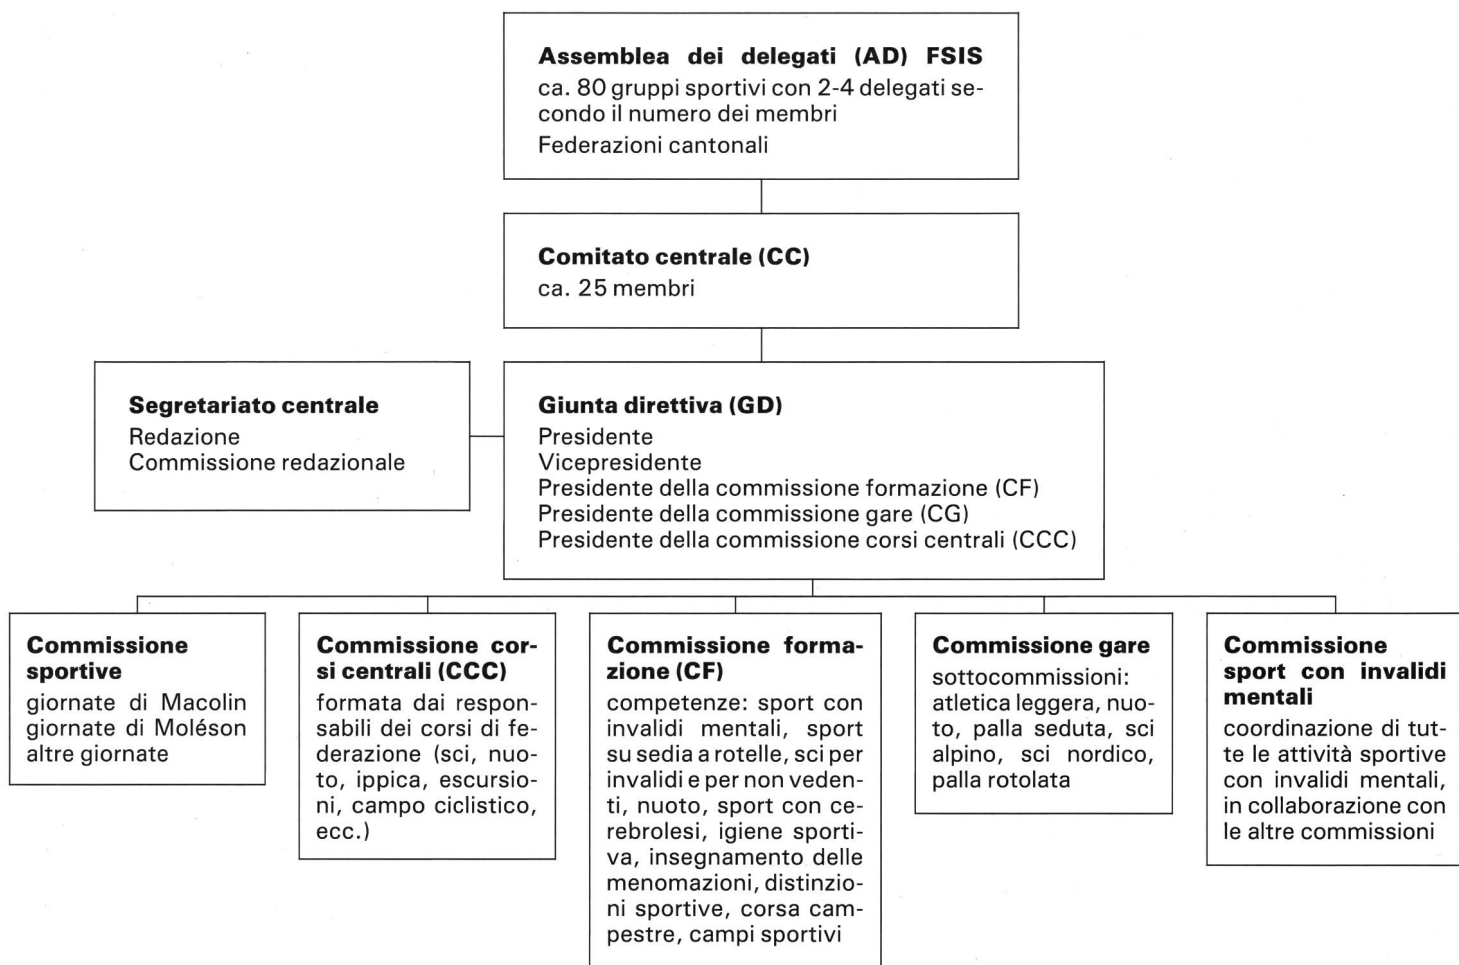 Assemblea dei delegati (AD) FSIS
ca. 80 gruppi sportivi con 2-4 delegati se-
condo il numero dei membri
Federazioni cantonali
Comitato centrale (CC)
ca. 25 membri
Segretariato centrale
Redazione
Commissione redazionale
Giunta direttiva (GD)
Presidente
Vicepresidente
Presidente della commissione formazione (CF)
Presidente della commissione gare (CG)
Presidente della commissione corsi centrali (CCC)
Commissione
sportive
giornate di Macolin
giornate di Moléson
altre giornate
Commissione cor-
si centrali (CCC)
formata dai respon-
sabili dei corsi di fe-
derazione (sci, nuo-
to, ippica, escursio-
ni, campo ciclistico,
ecc.)
Commissione forma-
zione (CF)
competenze: sport con
invalidi mentali, sport
su sedia a rotelle, sci per
invalidi e per non veden-
ti, nuoto, sport con ce-
rebrolesi, igiene sporti-
va, insegnamento delle
menomazioni, distinzio-
ni sportive, corsa cam-
pestre, campi sportivi
Commissione gare
sottocommissioni:
atletica leggera, nuo-
to, palla seduta, sci
alpino, sci nordico,
palla rotolata
Commissione
sport con invalidi
mentali
coordinazione di tut-
te le attività sportive
con invalidi mentali,
in collaborazione con
le altre commissioni